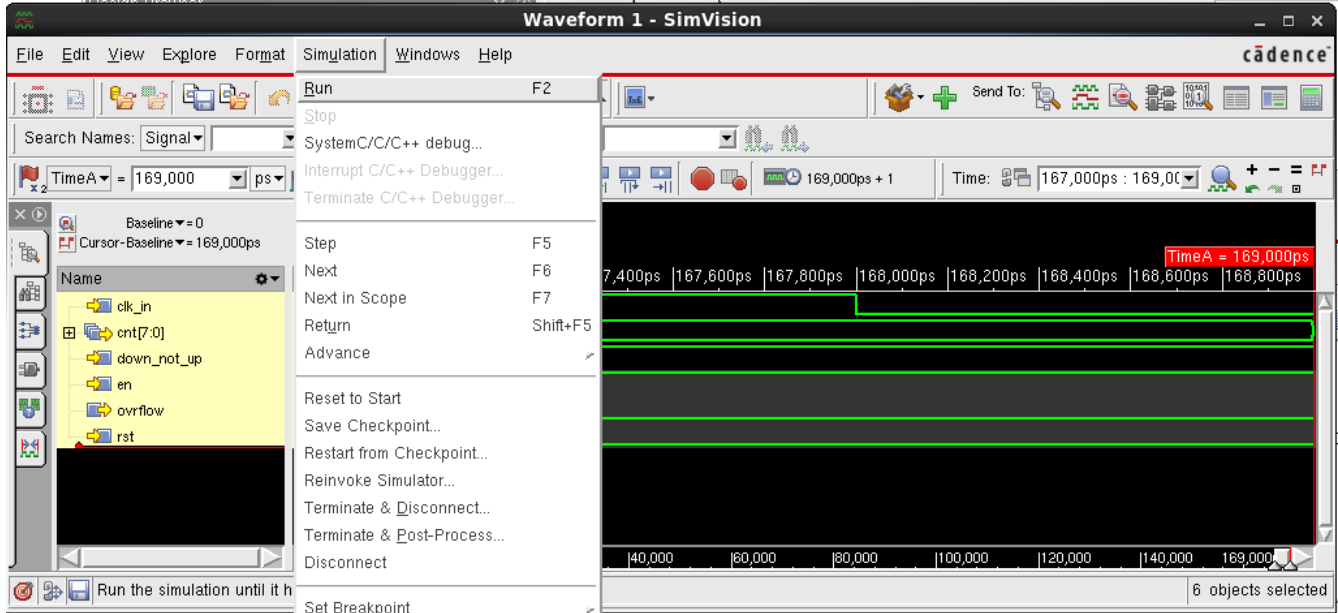 Waveform 1 - SimVision
File Edit View Explore Format Simulation Windows Help
cādence
Send To:
Search Names: Signal
x2 TimeA = 169,000 ps
169,000ps + 1
Time: 167,000ps : 169,0
Baseline = 0
Cursor-Baseline = 169,000ps
Name
clk_in
cnt[7:0]
down_not_up
en
ovrflow
rst
Run F2
Stop
SystemC/C/C++ debug...
Interrupt C/C++ Debugger...
Terminate C/C++ Debugger...
Step F5
Next F6
Next in Scope F7
Return Shift+F5
Advance
Reset to Start
Save Checkpoint...
Restart from Checkpoint...
Reinvoke Simulator...
Terminate & Disconnect...
Terminate & Post-Process...
Disconnect
Set Breakpoint
TimeA = 169,000ps
7,400ps |167,600ps |167,800ps |168,000ps |168,200ps |168,400ps |168,600ps |168,800ps
|40,000 |60,000 |80,000 |100,000 |120,000 |140,000 169,000
Run the simulation until it h
6 objects selected